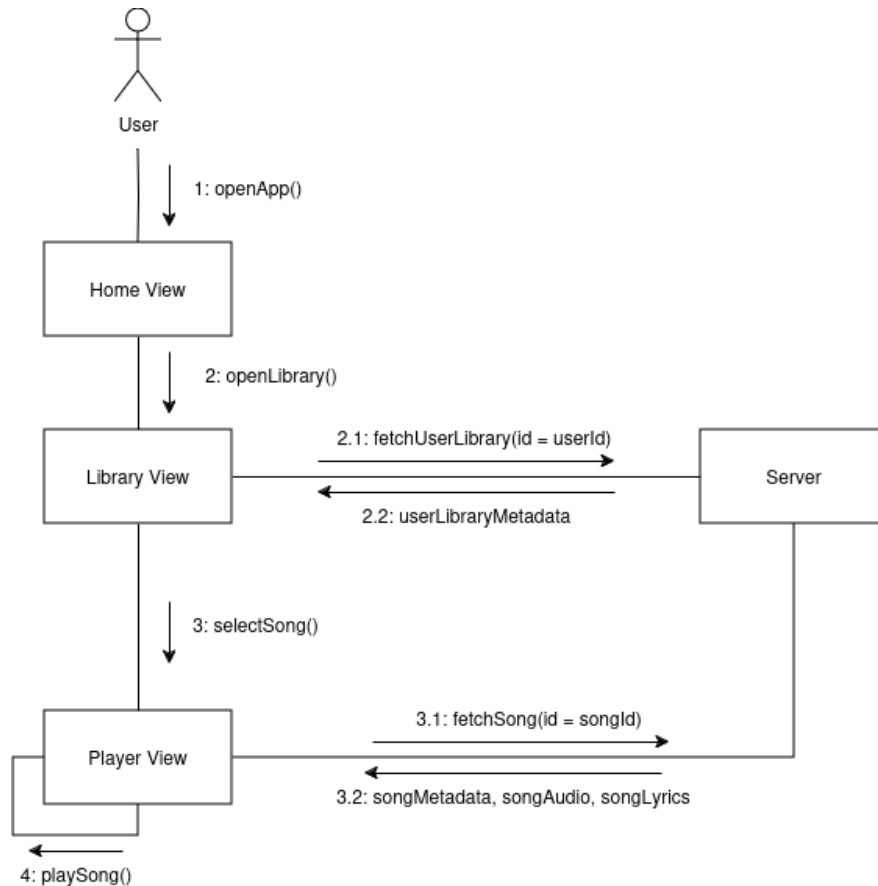 User
1: openApp()
Home View
2: openLibrary()
2.1: fetchUserLibrary(id = userId)
Library View
Server
2.2: userLibraryMetadata
3: selectSong()
3.1: fetchSong(id = songId)
Player View
3.2: songMetadata, songAudio, songLyrics
4: playSong()